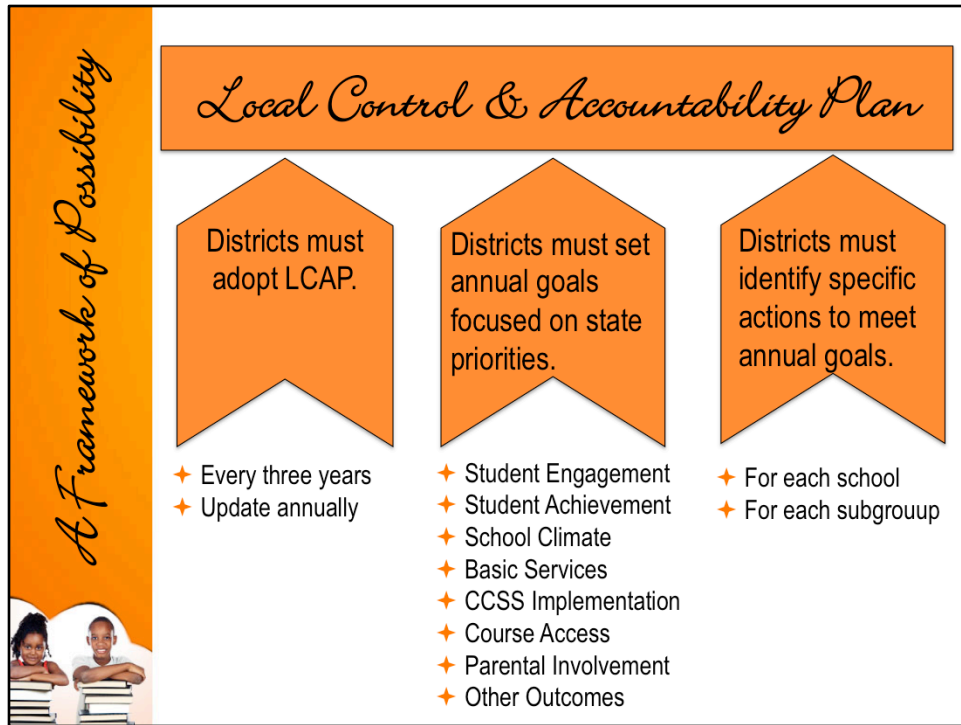 A Framework of Possibility
Local Control & Accountability Plan
Districts must
adopt LCAP.
✦ Every three years
✦ Update annually
Districts must set
annual goals
focused on state
priorities.
✦ Student Engagement
✦ Student Achievement
✦ School Climate
✦ Basic Services
✦ CCSS Implementation
✦ Course Access
✦ Parental Involvement
✦ Other Outcomes
Districts must
identify specific
actions to meet
annual goals.
✦ For each school
✦ For each subgrouup